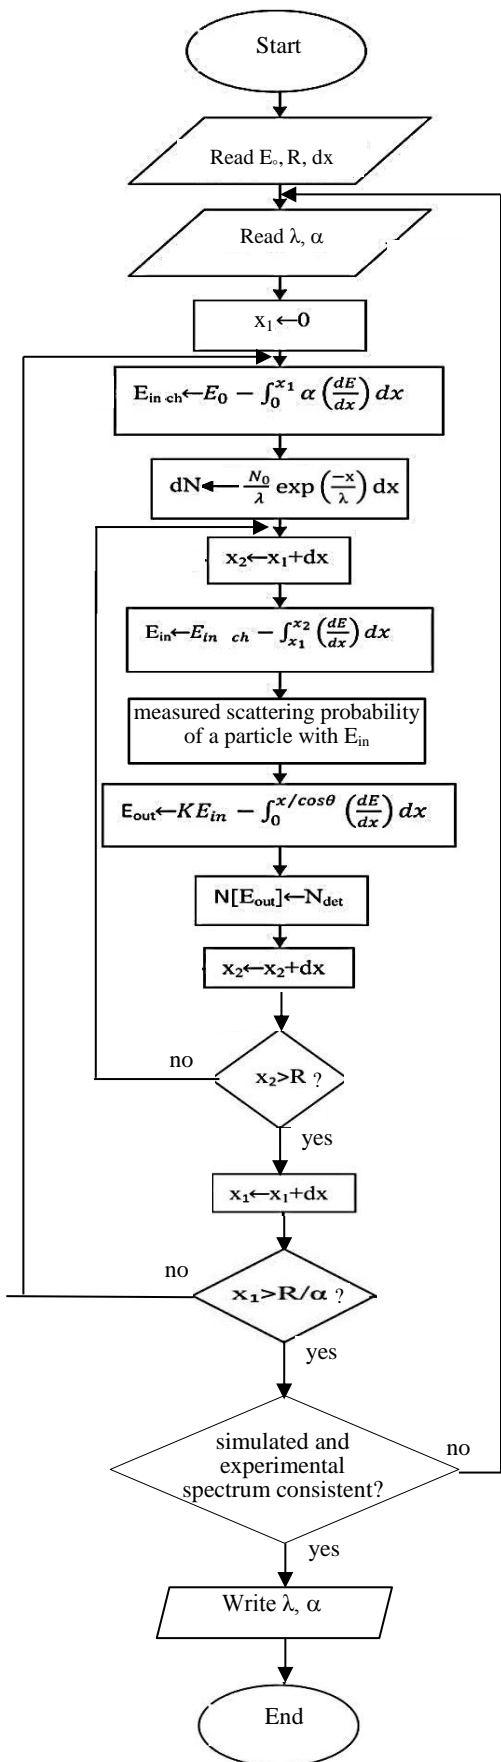 Start
Read E₀, R, dx
Read λ, α
x₁←0
E_in ch←E₀ − ∫₀^x₁ α (dE/dx) dx
dN← N₀/λ exp (−x/λ) dx
x₂←x₁+dx
E_in←E_in ch − ∫_x₁^x₂ (dE/dx) dx
measured scattering probability
of a particle with E_in
E_out←KE_in − ∫₀^x/cosθ (dE/dx) dx
N[E_out]←N_det
x₂←x₂+dx
no
x₂>R ?
yes
x₁←x₁+dx
no
x₁>R/α ?
yes
simulated and
experimental
spectrum consistent?
no
yes
Write λ, α
End